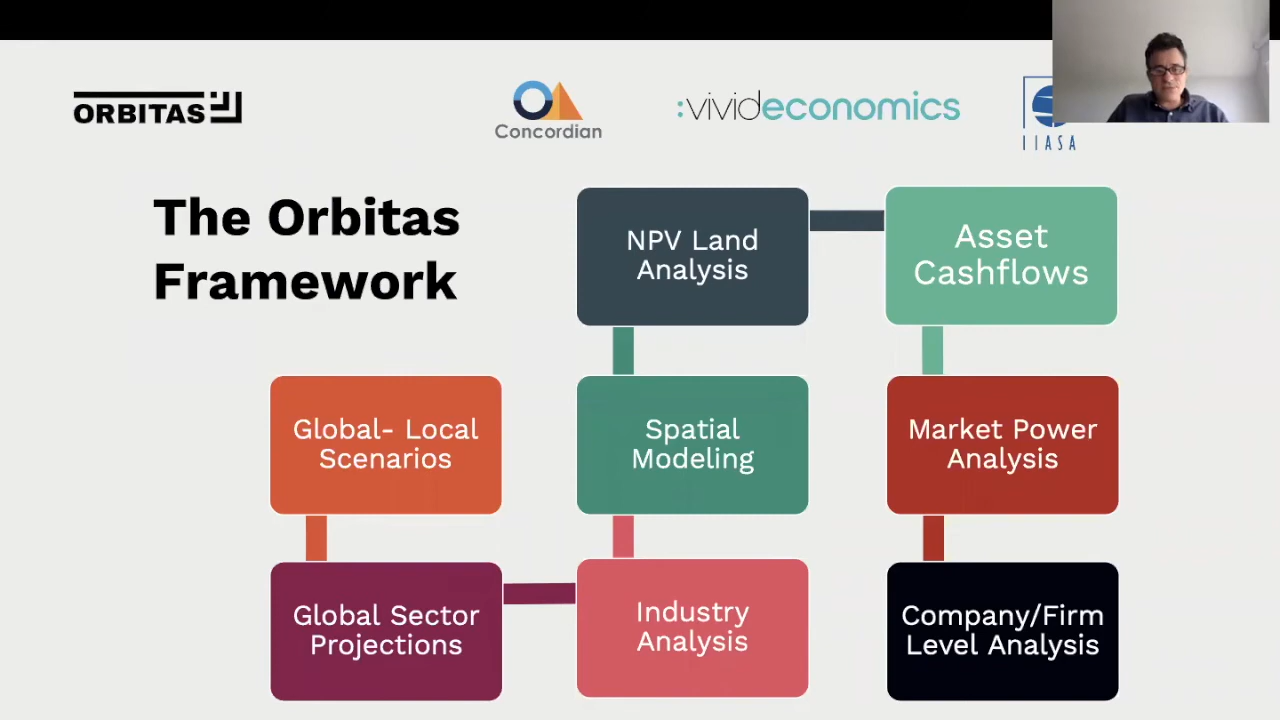 ORBITAS
Concordian
:vivideconomics
IIASA
The Orbitas
Framework
NPV Land
Analysis
Asset
Cashflows
Global- Local
Scenarios
Spatial
Modeling
Market Power
Analysis
Global Sector
Projections
Industry
Analysis
Company/Firm
Level Analysis